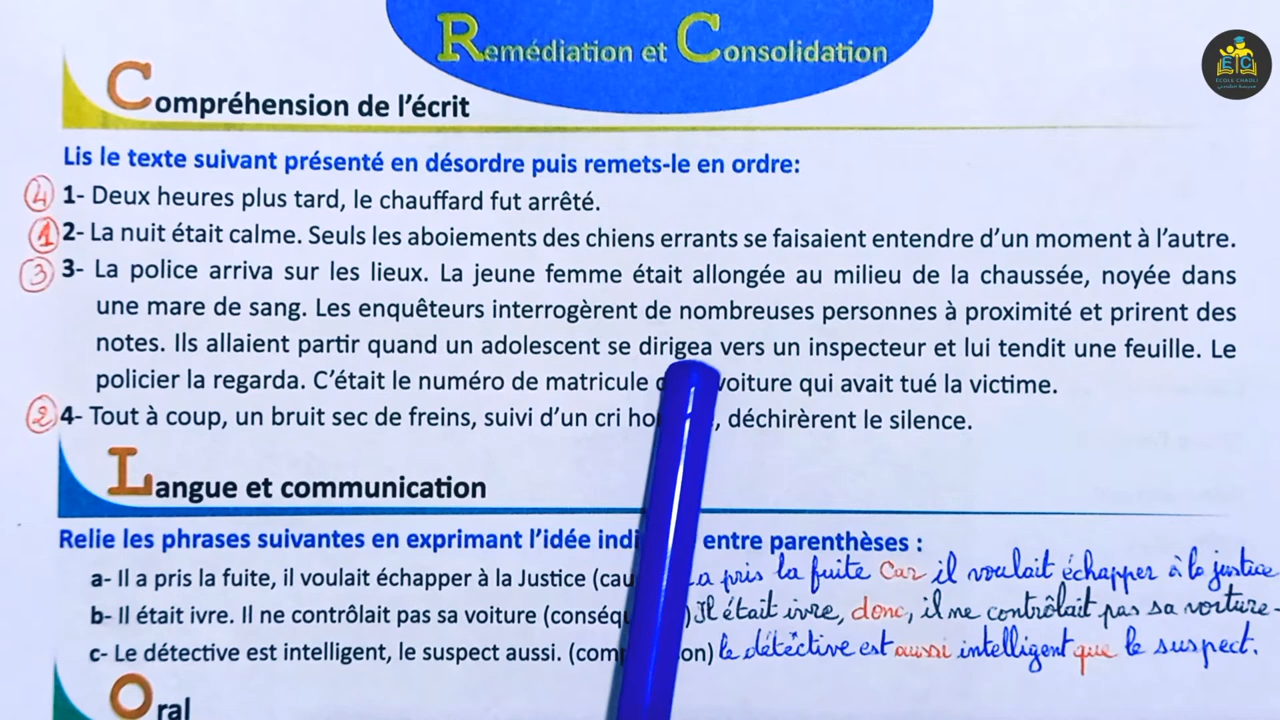 Remédiation et Consolidation
EC
ECOLE CHADLI
Compréhension de l'écrit
Lis le texte suivant présenté en désordre puis remets-le en ordre:
4 1- Deux heures plus tard, le chauffard fut arrêté.
1 2- La nuit était calme. Seuls les aboiements des chiens errants se faisaient entendre d'un moment à l'autre.
3 3- La police arriva sur les lieux. La jeune femme était allongée au milieu de la chaussée, noyée dans
une mare de sang. Les enquêteurs interrogèrent de nombreuses personnes à proximité et prirent des
notes. Ils allaient partir quand un adolescent se dirigea vers un inspecteur et lui tendit une feuille. Le
policier la regarda. C'était le numéro de matricule voiture qui avait tué la victime.
2 4- Tout à coup, un bruit sec de freins, suivi d'un cri , déchirèrent le silence.
Langue et communication
Relie les phrases suivantes en exprimant l'idée entre parenthèses :
a- Il a pris la fuite, il voulait échapper à la Justice a pris la fuite car il voulait échapper à la justice
b- Il était ivre. Il ne contrôlait pas sa voiture Il était ivre, donc, il ne contrôlait pas sa voiture.
c- Le détective est intelligent, le suspect aussi. le détective est aussi intelligent que le suspect.
Oral